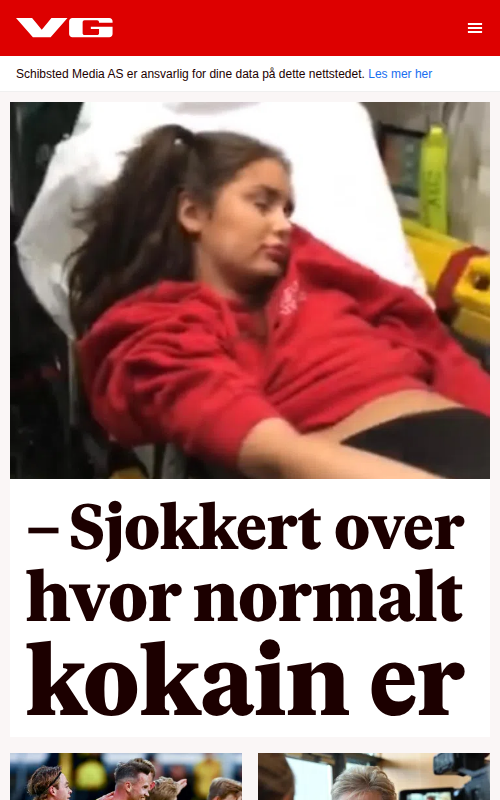 VG
Schibsted Media AS er ansvarlig for dine data på dette nettstedet. Les mer her
– Sjokkert over
hvor normalt
kokain er